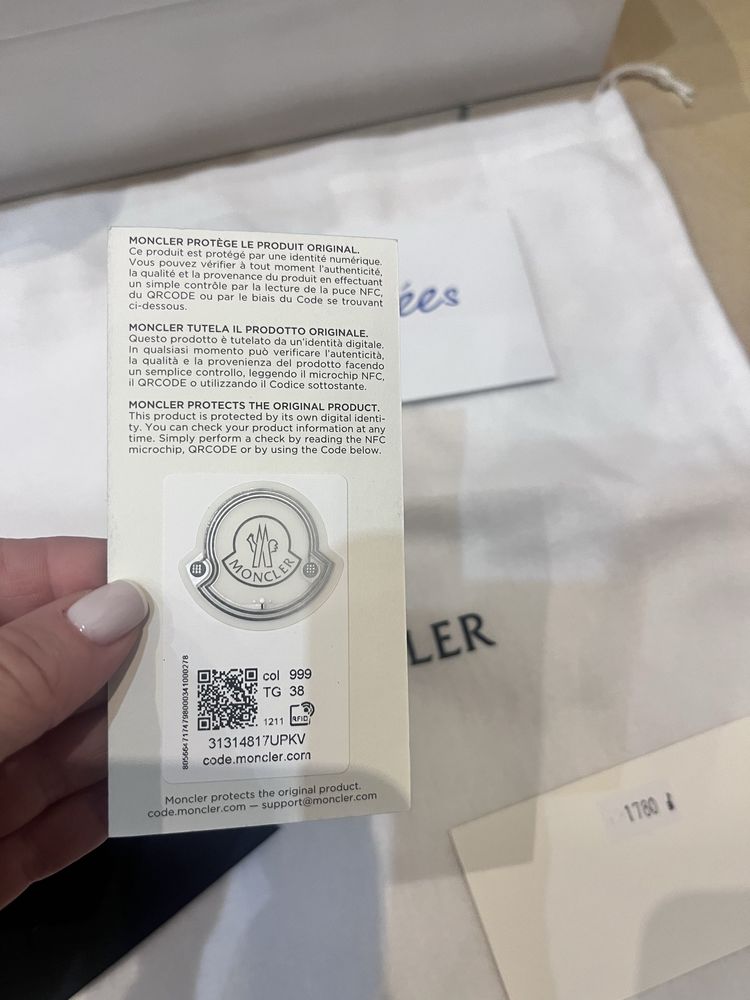 MONCLER PROTÈGE LE PRODUIT ORIGINAL.
Ce produit est protégé par une identité numérique.
Vous pouvez vérifier à tout moment l'authenticité,
la qualité et la provenance du produit en effectuant
un simple contrôle par la lecture de la puce NFC,
du QRCODE ou par le biais du Code se trouvant
ci-dessous.
MONCLER TUTELA IL PRODOTTO ORIGINALE.
Questo prodotto è tutelato da un'identità digitale.
In qualsiasi momento può verificare l'autenticità,
la qualità e la provenienza del prodotto facendo
un semplice controllo, leggendo il microchip NFC,
il QRCODE o utilizzando il Codice sottostante.
MONCLER PROTECTS THE ORIGINAL PRODUCT.
This product is protected by its own digital identi-
ty. You can check your product information at any
time. Simply perform a check by reading the NFC
microchip, QRCODE or by using the Code below.
MONCLER
col 999
TG 38
1211 RFID
31314817UPKV
code.moncler.com
Moncler protects the original product.
code.moncler.com — support@moncler.com
ées
LER
1780